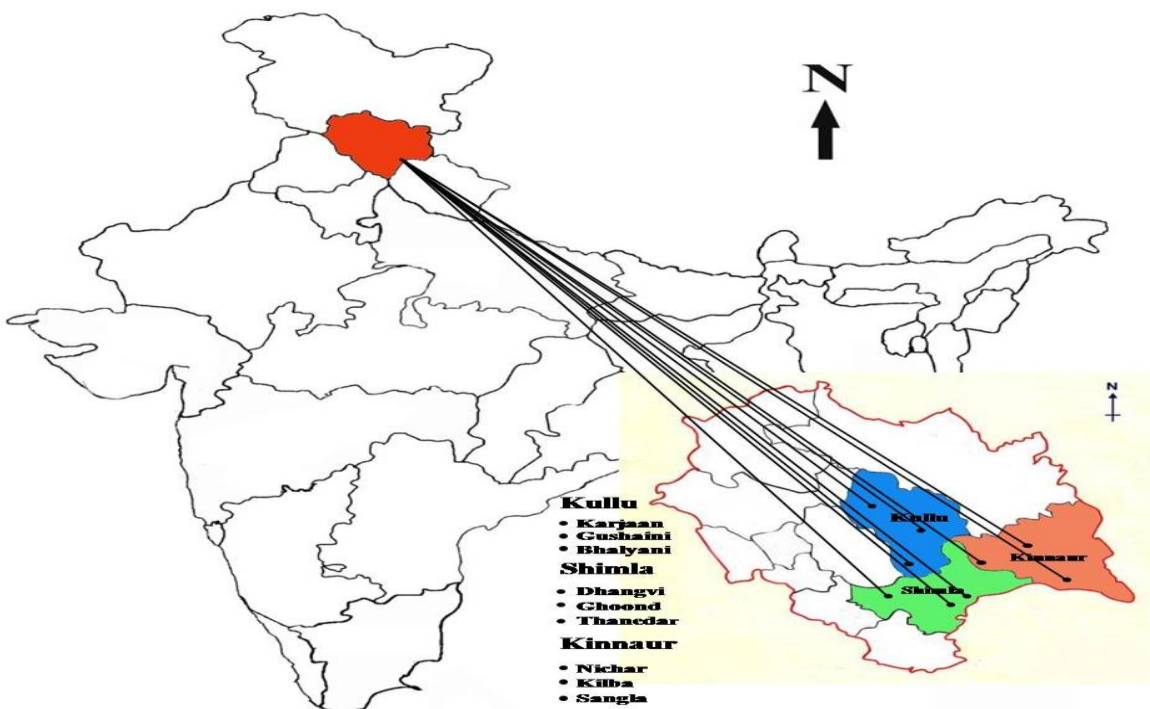 N
N
Kullu
• Karjaan
• Gushaini
• Bhalyani
Shimla
• Dhangvi
• Ghoond
• Thanedar
Kinnaur
• Nichar
• Kilba
• Sangla
Kullu
Kinnaur
Shimla